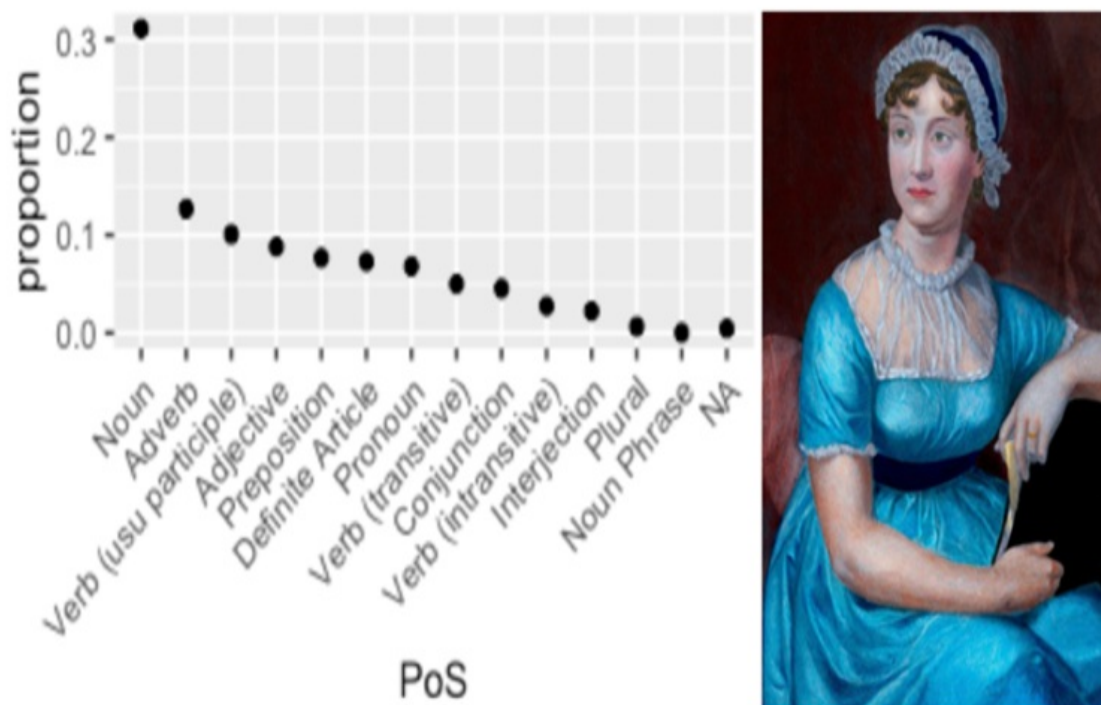 proportion
0.3
0.2
0.1
0.0
Noun
Adverb
Verb (usu participle)
Adjective
Preposition
Definite Article
Pronoun
Verb (transitive)
Conjunction
Verb (intransitive)
Interjection
Plural
Noun Phrase
NA
PoS